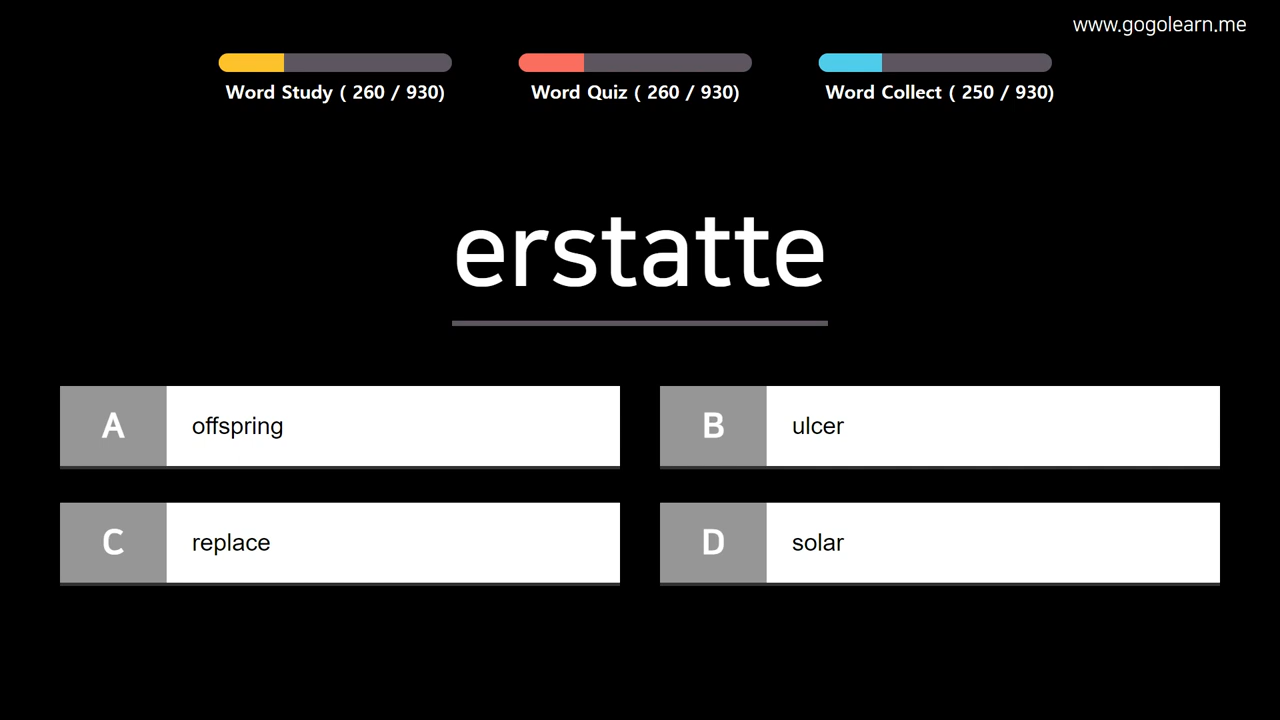 www.gogolearn.me
Word Study ( 260 / 930)
Word Quiz ( 260 / 930)
Word Collect ( 250 / 930)
erstatte
A offspring
B ulcer
C replace
D solar